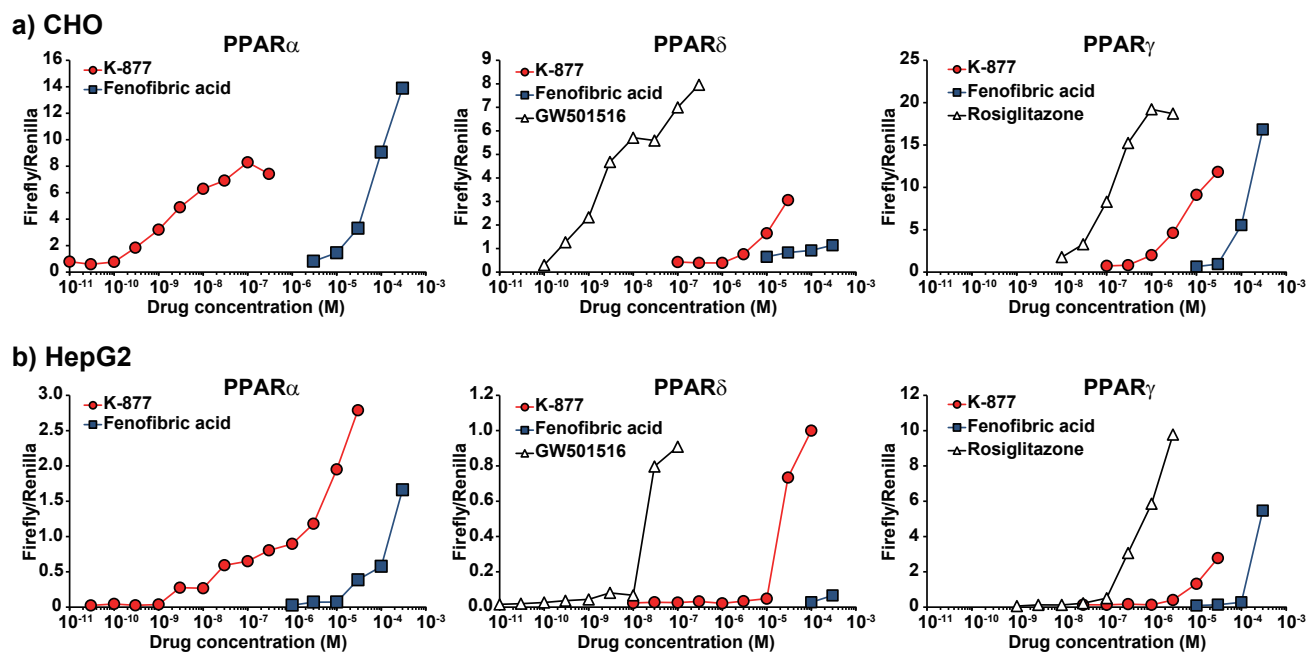 a) CHO
PPARα
K-877
Fenofibric acid
Firefly/Renilla
16
14
12
10
8
6
4
2
0
10-11 10-10 10-9 10-8 10-7 10-6 10-5 10-4 10-3
Drug concentration (M)
PPARδ
K-877
Fenofibric acid
GW501516
Firefly/Renilla
9
8
7
6
5
4
3
2
1
0
10-11 10-10 10-9 10-8 10-7 10-6 10-5 10-4 10-3
Drug concentration (M)
PPARγ
K-877
Fenofibric acid
Rosiglitazone
Firefly/Renilla
25
20
15
10
5
0
10-11 10-10 10-9 10-8 10-7 10-6 10-5 10-4 10-3
Drug concentration (M)
b) HepG2
PPARα
K-877
Fenofibric acid
Firefly/Renilla
3.0
2.5
2.0
1.5
1.0
0.5
0
10-11 10-10 10-9 10-8 10-7 10-6 10-5 10-4 10-3
Drug concentration (M)
PPARδ
K-877
Fenofibric acid
GW501516
Firefly/Renilla
1.2
1.0
0.8
0.6
0.4
0.2
0.0
10-11 10-10 10-9 10-8 10-7 10-6 10-5 10-4 10-3
Drug concentration (M)
PPARγ
K-877
Fenofibric acid
Rosiglitazone
Firefly/Renilla
12
10
8
6
4
2
0
10-11 10-10 10-9 10-8 10-7 10-6 10-5 10-4 10-3
Drug concentration (M)